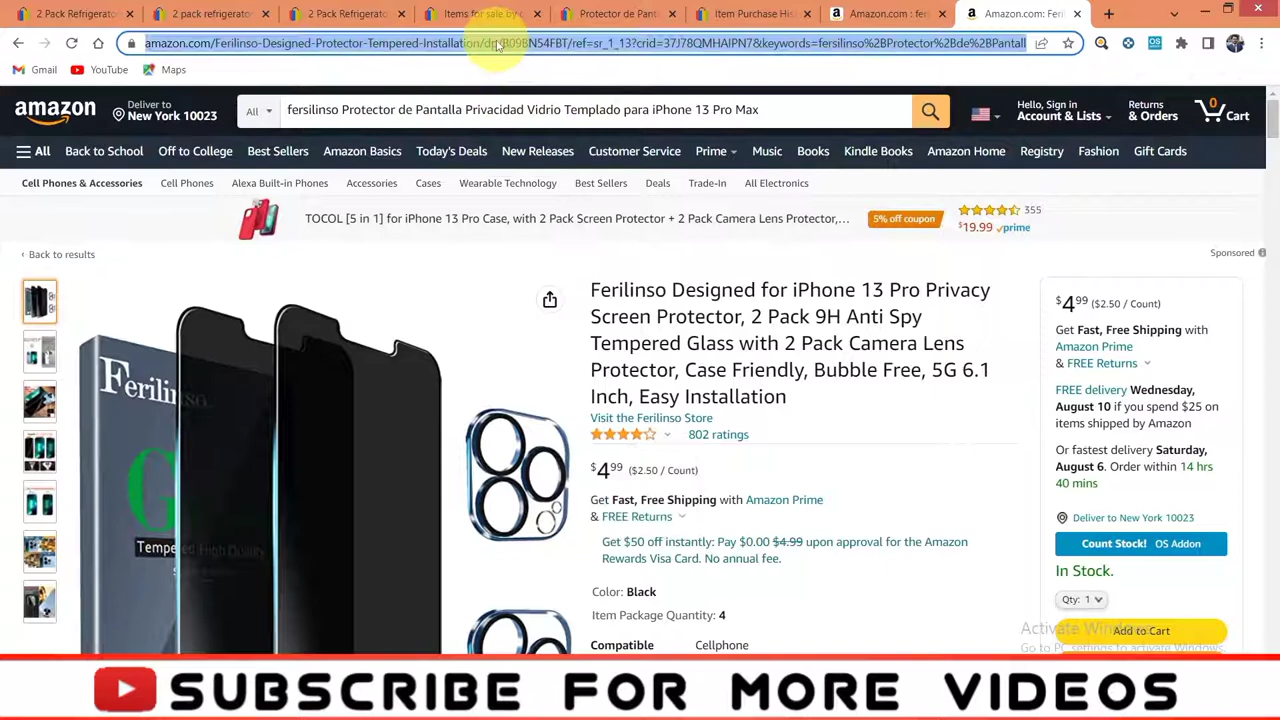 2 Pack Refrigerato
2 pack refrigerator
2 Pack Refrigerato
Items for sale by c
Protector de Pant
Item Purchase His
Amazon.com : fers
Amazon.com: Feril
amazon.com/Ferilinso-Designed-Protector-Tempered-Installation/dp/B09BN54FBT/ref=sr_1_13?crid=37J78QMHAIPN7&keywords=fersilinso%2BProtector%2Bde%2BPantall
Gmail
YouTube
Maps
amazon
Deliver to
New York 10023
All
fersilinso Protector de Pantalla Privacidad Vidrio Templado para iPhone 13 Pro Max
Hello, Sign in
Account & Lists
Returns
& Orders
0
Cart
All
Back to School
Off to College
Best Sellers
Amazon Basics
Today's Deals
New Releases
Customer Service
Prime
Music
Books
Kindle Books
Amazon Home
Registry
Fashion
Gift Cards
Cell Phones & Accessories
Cell Phones
Alexa Built-in Phones
Accessories
Cases
Wearable Technology
Best Sellers
Deals
Trade-In
All Electronics
TOCOL [5 in 1] for iPhone 13 Pro Case, with 2 Pack Screen Protector + 2 Pack Camera Lens Protector,...
5% off coupon
355
$19.99 prime
‹ Back to results
Sponsored
Ferilinso
G
Tempered High Quality
Ferilinso Designed for iPhone 13 Pro Privacy
Screen Protector, 2 Pack 9H Anti Spy
Tempered Glass with 2 Pack Camera Lens
Protector, Case Friendly, Bubble Free, 5G 6.1
Inch, Easy Installation
Visit the Ferilinso Store
802 ratings
$4 99 ($2.50 / Count)
Get Fast, Free Shipping with Amazon Prime
& FREE Returns
Get $50 off instantly: Pay $0.00 $4.99 upon approval for the Amazon
Rewards Visa Card. No annual fee.
Color: Black
Item Package Quantity: 4
Compatible
Cellphone
$4 99 ($2.50 / Count)
Get Fast, Free Shipping with
Amazon Prime
& FREE Returns
FREE delivery Wednesday,
August 10 if you spend $25 on
items shipped by Amazon
Or fastest delivery Saturday,
August 6. Order within 14 hrs
40 mins
Deliver to New York 10023
Count Stock! OS Addon
In Stock.
Qty: 1
Add to Cart
Activate Windows
Go to PC settings to activate Windows.
SUBSCRIBE FOR MORE VIDEOS